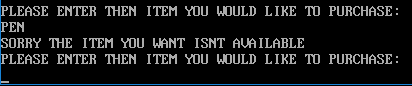 PLEASE ENTER THEN ITEM YOU WOULD LIKE TO PURCHASE:
PEN
SORRY THE ITEM YOU WANT ISNT AVAILABLE
PLEASE ENTER THEN ITEM YOU WOULD LIKE TO PURCHASE: